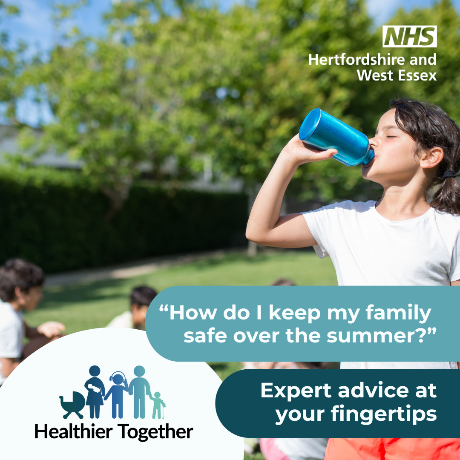 NHS
Hertfordshire and
West Essex
“How do I keep my family
safe over the summer?”
Expert advice at
your fingertips
Healthier Together